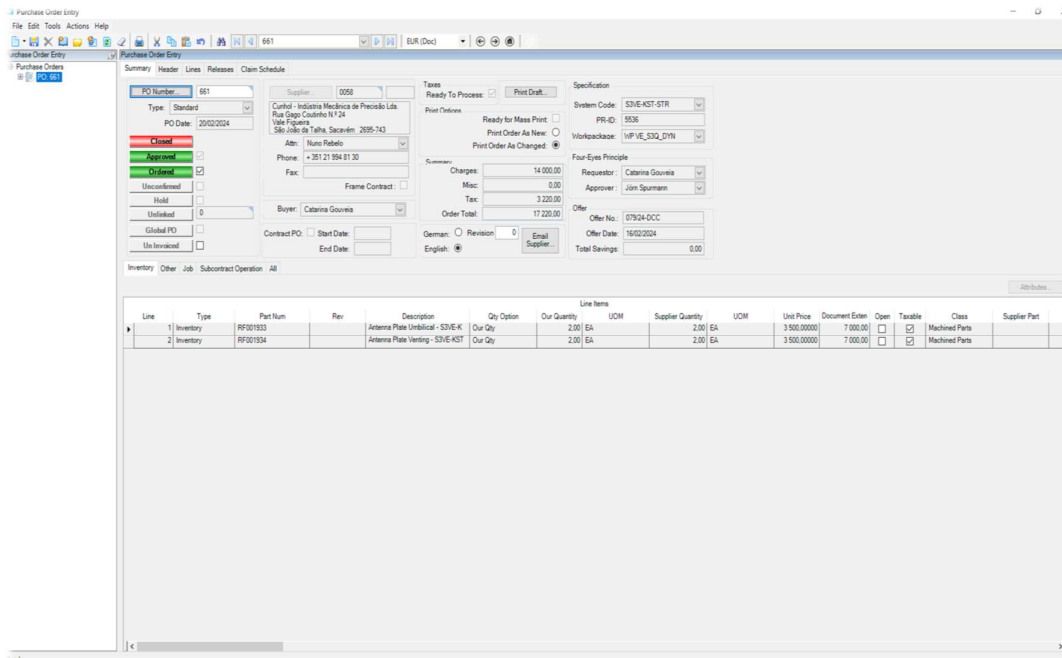 Purchase Order Entry
File Edit Tools Actions Help
661 EUR (Doc)
rchase Order Entry
Purchase Order Entry
Purchase Orders
PO: 661
Summary Header Lines Releases Claim Schedule
PO Number... 661
Type: Standard
PO Date: 20/02/2024
Closed
Approved
Ordered
Unconfirmed
Hold
Unlinked 0
Global PO
Un Invoiced
Supplier... 0058
Cunhol - Indústria Mecânica de Precisão Lda.
Rua Gago Coutinho N.º 24
Vale Figueira
São João da Talha, Sacavém 2695-743
Attn: Nuno Rebelo
Phone: +351 21 994 81 30
Fax:
Frame Contract:
Buyer: Catarina Gouveia
Contract PO: Start Date:
End Date:
Taxes
Ready To Process: Print Draft...
Print Options
Ready for Mass Print:
Print Order As New:
Print Order As Changed:
Summary
Charges: 14 000,00
Misc: 0,00
Tax: 3 220,00
Order Total: 17 220,00
German: Revision 0
English:
Email Supplier...
Specification
System Code: S3VE-KST-STR
PR-ID: 5536
Workpackage: WP VE_S3Q_DYN
Four-Eyes Principle
Requestor: Catarina Gouveia
Approver: Jörn Spurmann
Offer
Offer No.: 079/24-DCC
Offer Date: 16/02/2024
Total Savings: 0,00
Inventory Other Job Subcontract Operation All
Attributes...
Line Items
Line Type Part Num Rev Description Qty Option Our Quantity UOM Supplier Quantity UOM Unit Price Document Exten Open Taxable Class Supplier Part
1 Inventory RF001933 Antenna Plate Umbilical - S3VE-K Our Qty 2,00 EA 2,00 EA 3 500,00000 7 000,00 Machined Parts
2 Inventory RF001934 Antenna Plate Venting - S3VE-KST Our Qty 2,00 EA 2,00 EA 3 500,00000 7 000,00 Machined Parts